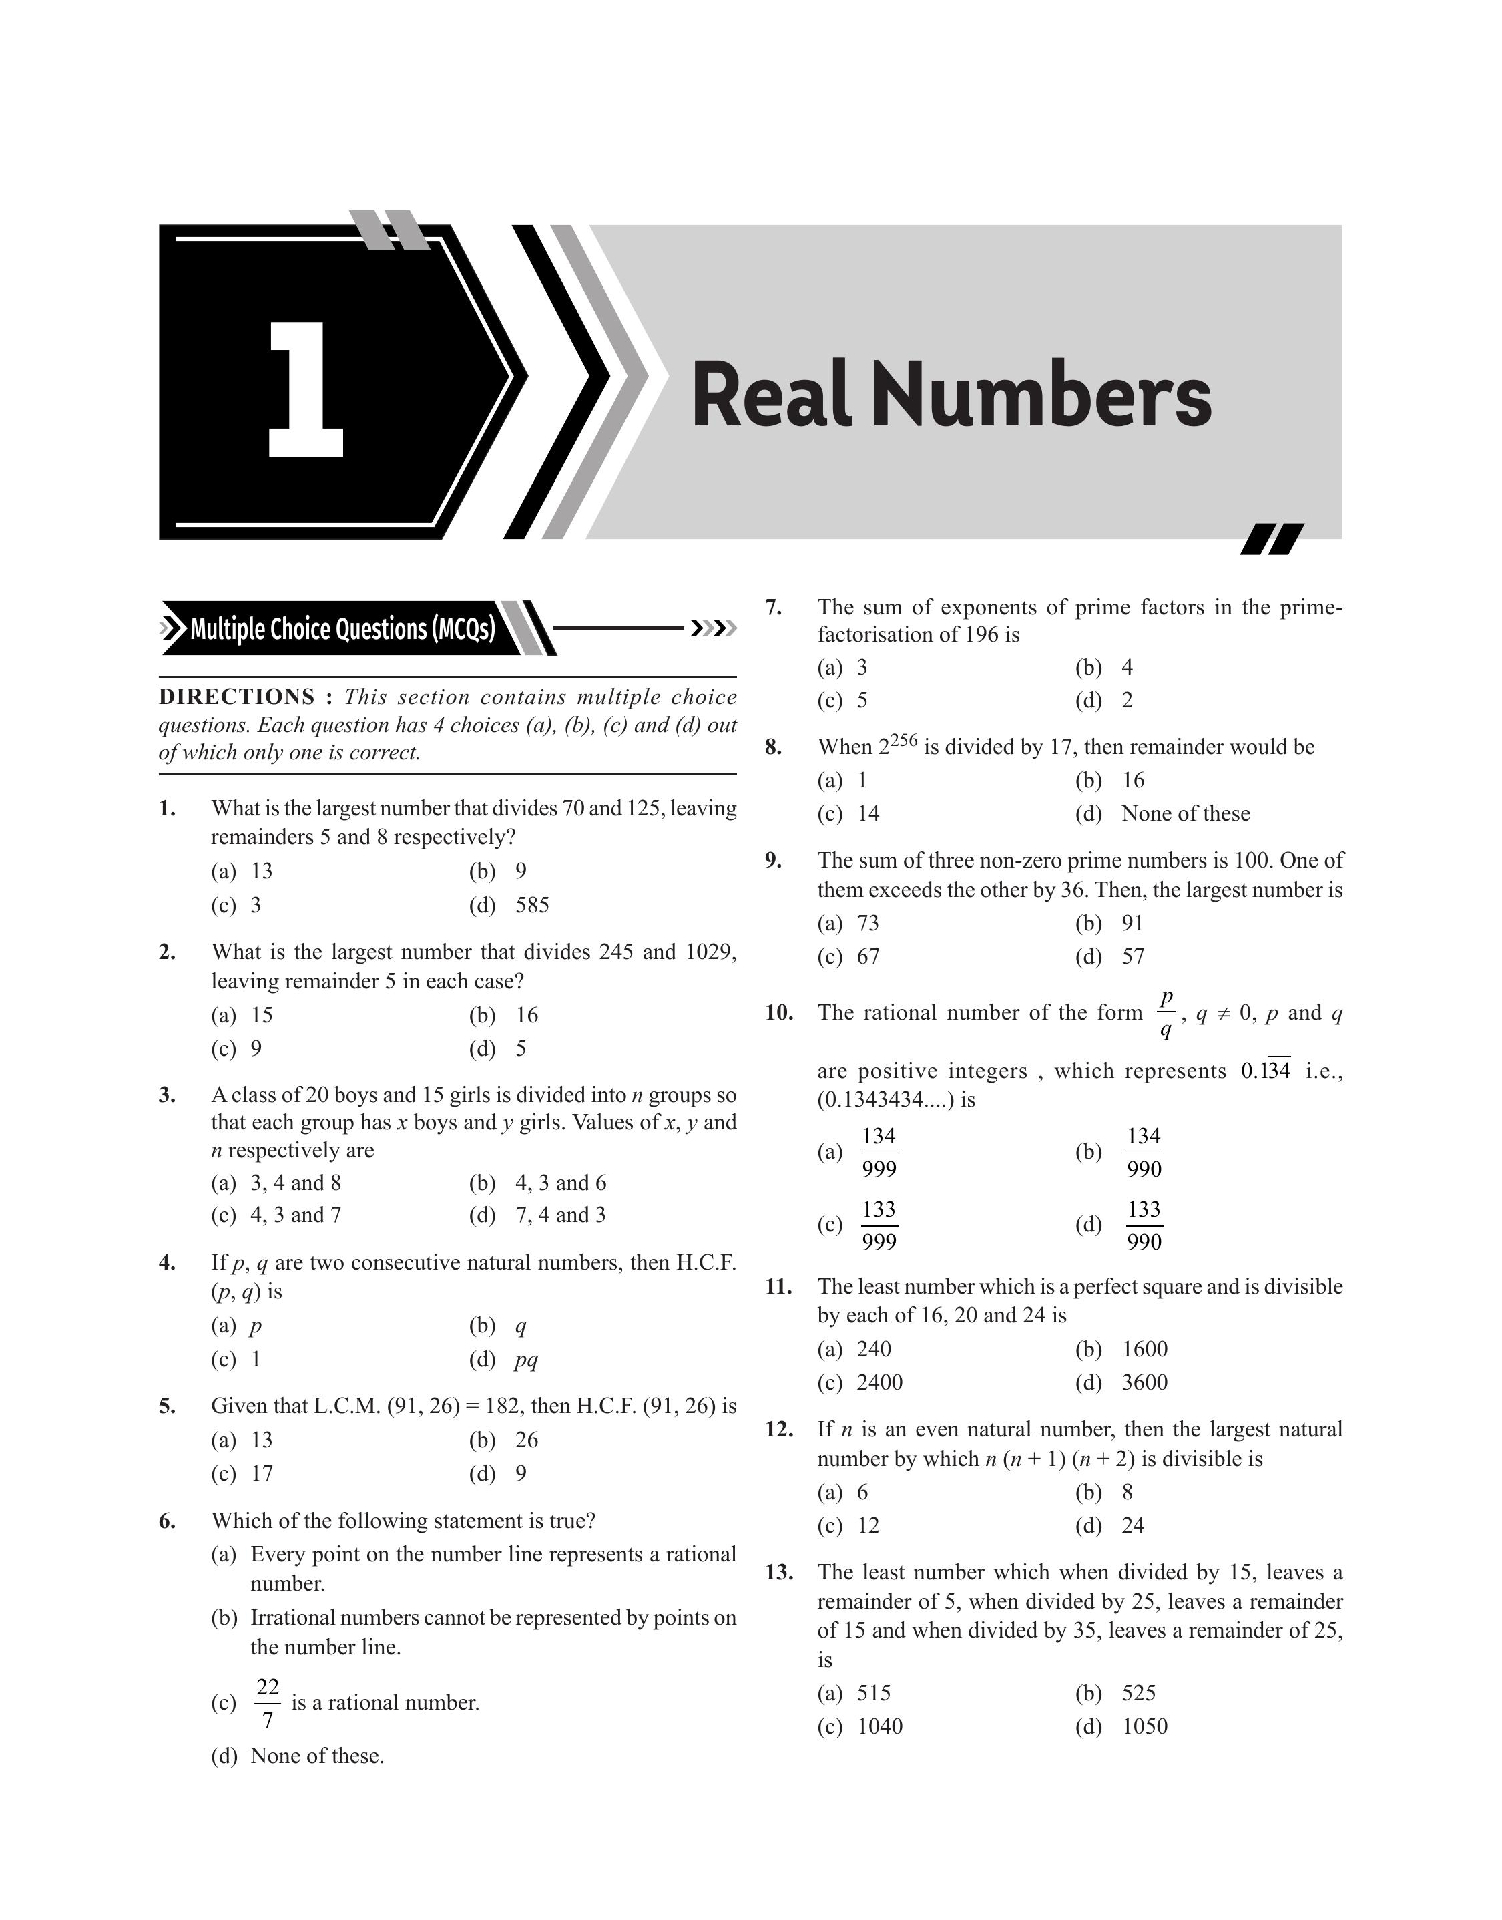 1
Real Numbers
Multiple Choice Questions (MCQs)
DIRECTIONS : This section contains multiple choice
questions. Each question has 4 choices (a), (b), (c) and (d) out
of which only one is correct.
1. What is the largest number that divides 70 and 125, leaving
remainders 5 and 8 respectively?
(a) 13 (b) 9
(c) 3 (d) 585
2. What is the largest number that divides 245 and 1029,
leaving remainder 5 in each case?
(a) 15 (b) 16
(c) 9 (d) 5
3. A class of 20 boys and 15 girls is divided into n groups so
that each group has x boys and y girls. Values of x, y and
n respectively are
(a) 3, 4 and 8 (b) 4, 3 and 6
(c) 4, 3 and 7 (d) 7, 4 and 3
4. If p, q are two consecutive natural numbers, then H.C.F.
(p, q) is
(a) p (b) q
(c) 1 (d) pq
5. Given that L.C.M. (91, 26) = 182, then H.C.F. (91, 26) is
(a) 13 (b) 26
(c) 17 (d) 9
6. Which of the following statement is true?
(a) Every point on the number line represents a rational
number.
(b) Irrational numbers cannot be represented by points on
the number line.
(c) 22/7 is a rational number.
(d) None of these.
7. The sum of exponents of prime factors in the prime-
factorisation of 196 is
(a) 3 (b) 4
(c) 5 (d) 2
8. When 2^256 is divided by 17, then remainder would be
(a) 1 (b) 16
(c) 14 (d) None of these
9. The sum of three non-zero prime numbers is 100. One of
them exceeds the other by 36. Then, the largest number is
(a) 73 (b) 91
(c) 67 (d) 57
10. The rational number of the form p/q, q ≠ 0, p and q
are positive integers , which represents 0.13̅4̅ i.e.,
(0.1343434....) is
(a) 134/999 (b) 134/990
(c) 133/999 (d) 133/990
11. The least number which is a perfect square and is divisible
by each of 16, 20 and 24 is
(a) 240 (b) 1600
(c) 2400 (d) 3600
12. If n is an even natural number, then the largest natural
number by which n (n + 1) (n + 2) is divisible is
(a) 6 (b) 8
(c) 12 (d) 24
13. The least number which when divided by 15, leaves a
remainder of 5, when divided by 25, leaves a remainder
of 15 and when divided by 35, leaves a remainder of 25,
is
(a) 515 (b) 525
(c) 1040 (d) 1050